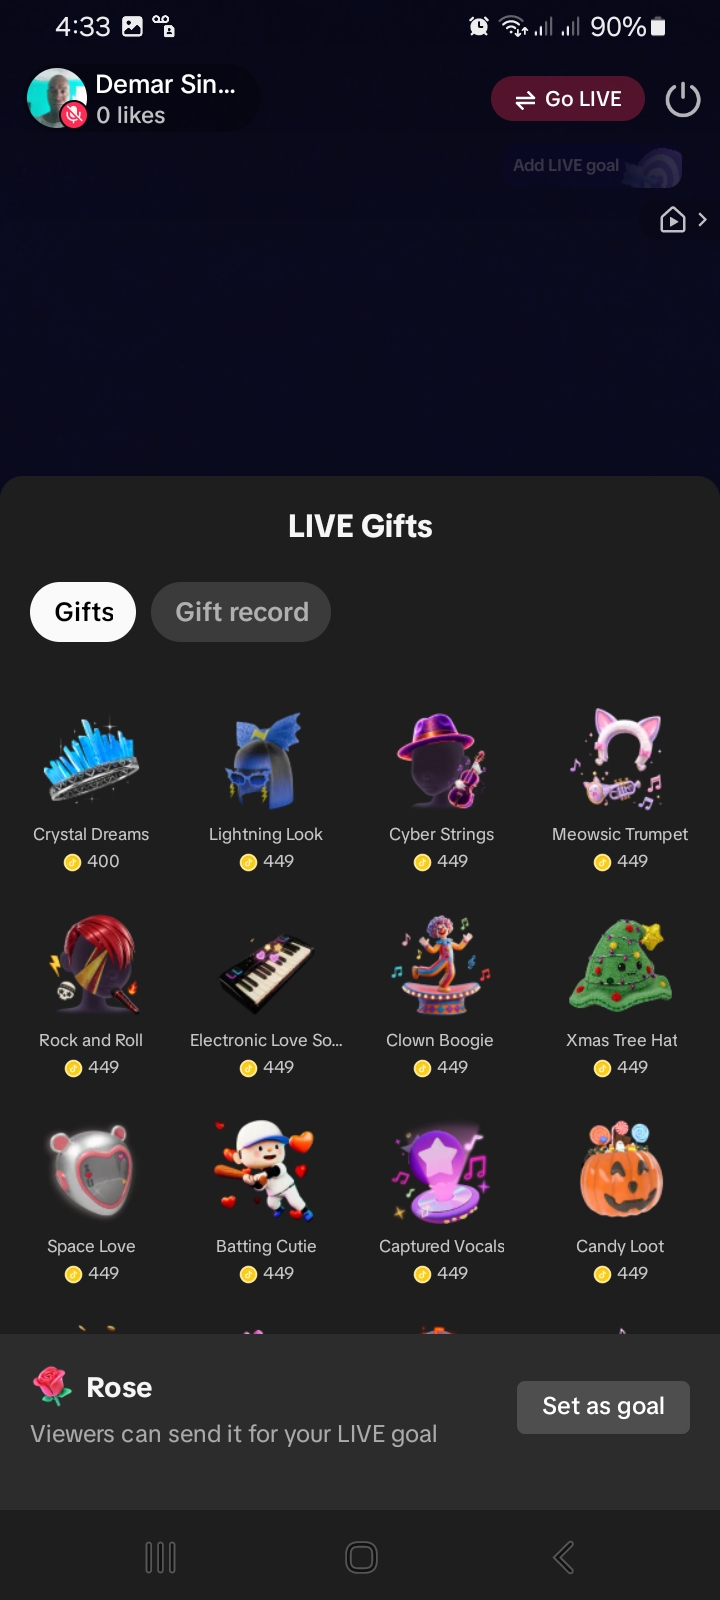 4:33
90%
Demar Sin...
0 likes
Go LIVE
Add LIVE goal
LIVE Gifts
Gifts
Gift record
Crystal Dreams
Lightning Look
Cyber Strings
Meowsic Trumpet
400
449
449
449
Rock and Roll
Electronic Love So...
Clown Boogie
Xmas Tree Hat
449
449
449
449
Space Love
Batting Cutie
Captured Vocals
Candy Loot
449
449
449
449
Rose
Set as goal
Viewers can send it for your LIVE goal